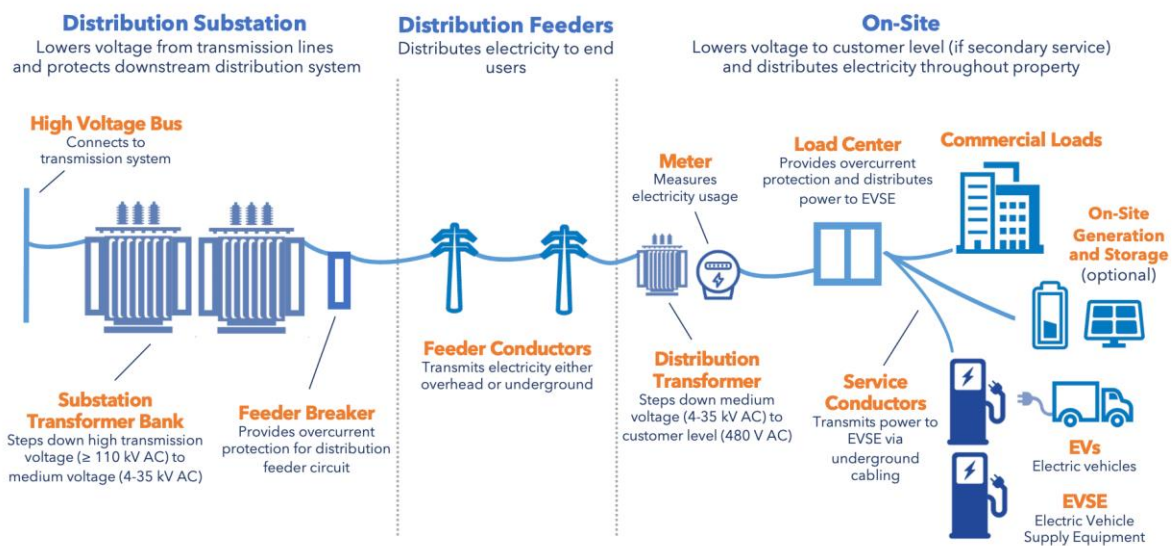 Distribution Substation
Lowers voltage from transmission lines
and protects downstream distribution system
High Voltage Bus
Connects to
transmission system
Substation
Transformer Bank
Steps down high transmission
voltage (≥ 110 kV AC) to
medium voltage (4-35 kV AC)
Feeder Breaker
Provides overcurrent
protection for distribution
feeder circuit
Distribution Feeders
Distributes electricity to end
users
Feeder Conductors
Transmits electricity either
overhead or underground
On-Site
Lowers voltage to customer level (if secondary service)
and distributes electricity throughout property
Meter
Measures
electricity usage
Distribution
Transformer
Steps down medium
voltage (4-35 kV AC) to
customer level (480 V AC)
Load Center
Provides overcurrent
protection and distributes
power to EVSE
Service
Conductors
Transmits power to
EVSE via
underground
cabling
Commercial Loads
On-Site
Generation
and Storage
(optional)
EVs
Electric vehicles
EVSE
Electric Vehicle
Supply Equipment